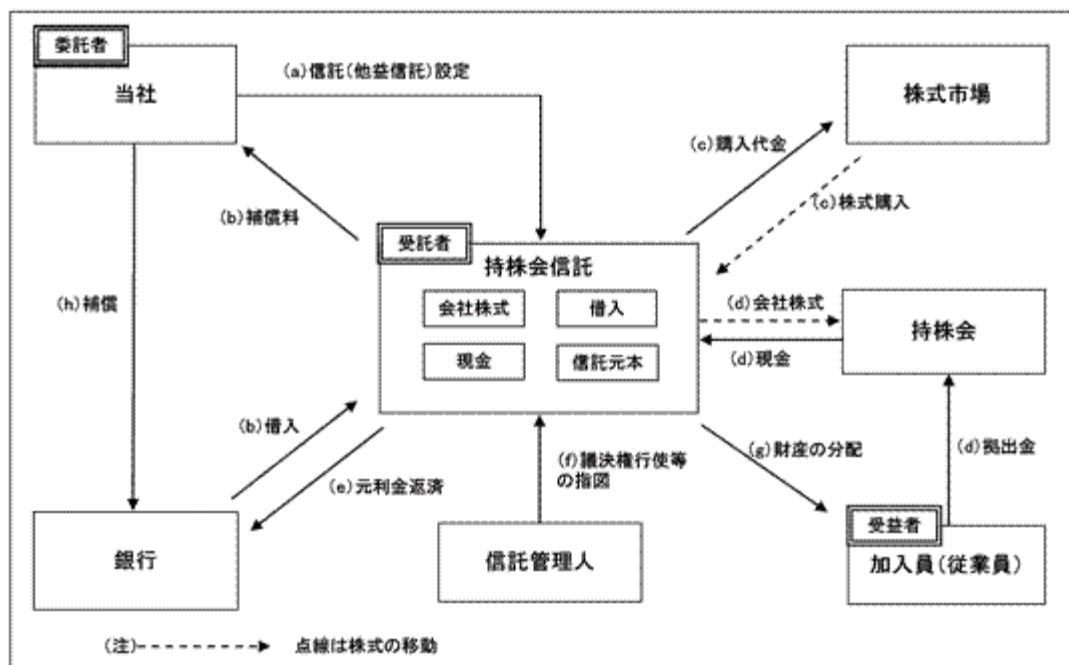 委託者
当社
(a)信託(他益信託)設定
株式市場
(c)購入代金
(c)株式購入
(b)補償料
受託者
持株会信託
会社株式
借入
現金
信託元本
(h)補償
(d)会社株式
(d)現金
持株会
(b)借入
(e)元利金返済
(f)議決権行使等
の指図
(g)財産の分配
(d)拠出金
銀行
信託管理人
受益者
加入員(従業員)
(注)
点線は株式の移動